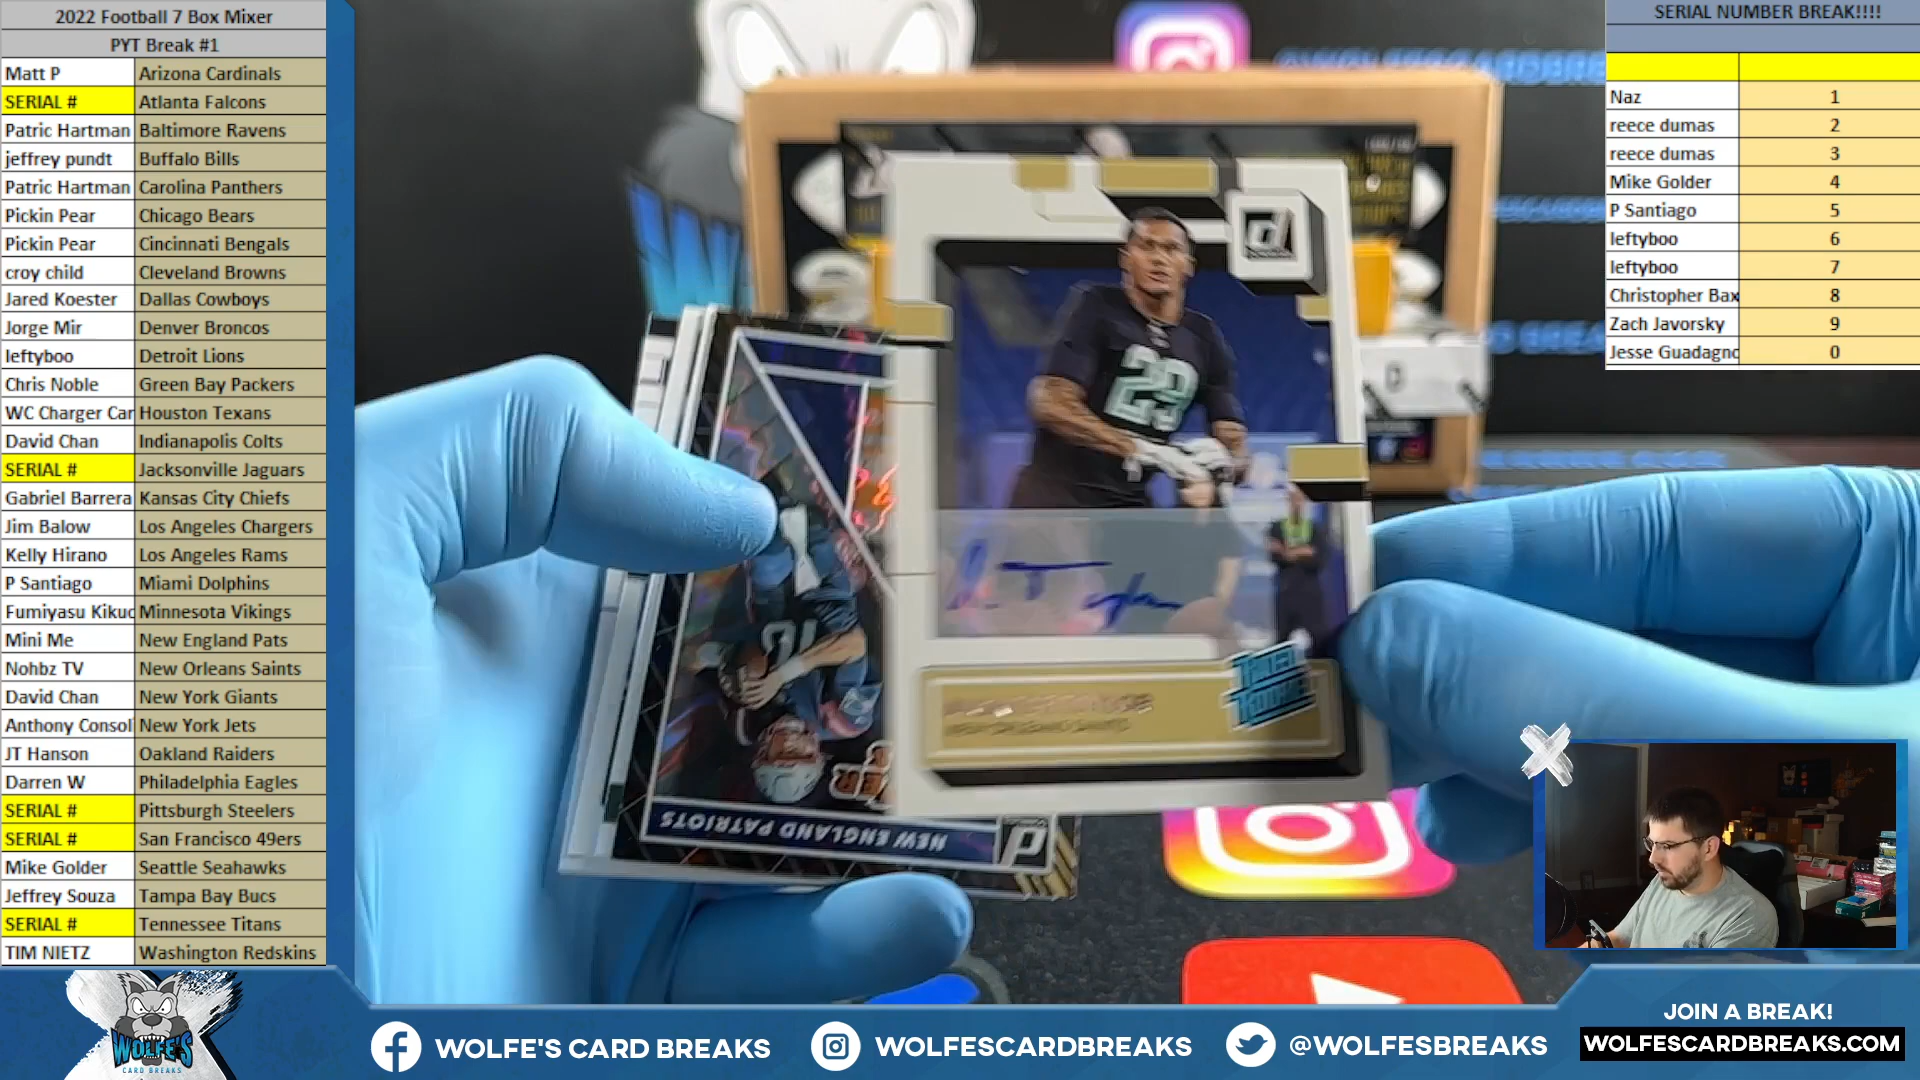 2022 Football 7 Box Mixer
PYT Break #1
Matt P Arizona Cardinals
SERIAL # Atlanta Falcons
Patric Hartman Baltimore Ravens
jeffrey pundt Buffalo Bills
Patric Hartman Carolina Panthers
Pickin Pear Chicago Bears
Pickin Pear Cincinnati Bengals
croy child Cleveland Browns
Jared Koester Dallas Cowboys
Jorge Mir Denver Broncos
leftyboo Detroit Lions
Chris Noble Green Bay Packers
WC Charger Car Houston Texans
David Chan Indianapolis Colts
SERIAL # Jacksonville Jaguars
Gabriel Barrera Kansas City Chiefs
Jim Balow Los Angeles Chargers
Kelly Hirano Los Angeles Rams
P Santiago Miami Dolphins
Fumiyasu Kikuc Minnesota Vikings
Mini Me New England Pats
Nohbz TV New Orleans Saints
David Chan New York Giants
Anthony Consol New York Jets
JT Hanson Oakland Raiders
Darren W Philadelphia Eagles
SERIAL # Pittsburgh Steelers
SERIAL # San Francisco 49ers
Mike Golder Seattle Seahawks
Jeffrey Souza Tampa Bay Bucs
SERIAL # Tennessee Titans
TIM NIETZ Washington Redskins
SERIAL NUMBER BREAK!!!!
Naz 1
reece dumas 2
reece dumas 3
Mike Golder 4
P Santiago 5
leftyboo 6
leftyboo 7
Christopher Bax 8
Zach Javorsky 9
Jesse Guadagno 0
29
RATED ROOKIE
NEW ORLEANS SAINTS
NEW ENGLAND PATRIOTS
WOLFE'S
CARD BREAKS
WOLFE'S CARD BREAKS
WOLFESCARDBREAKS
@WOLFESBREAKS
JOIN A BREAK!
WOLFESCARDBREAKS.COM